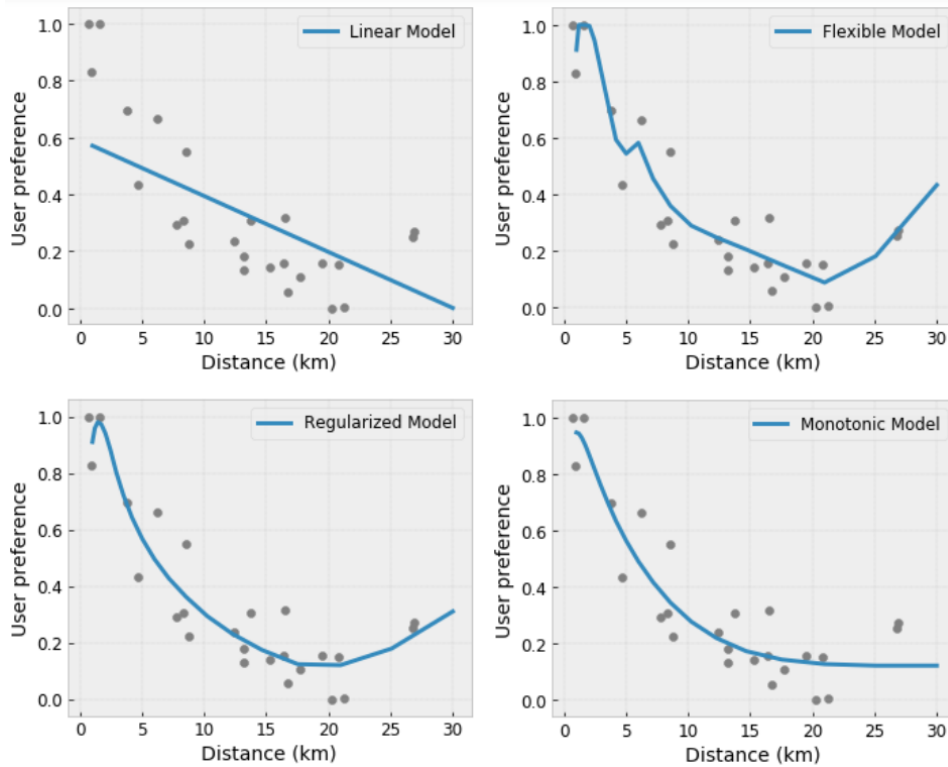 Linear Model
User preference
1.0
0.8
0.6
0.4
0.2
0.0
0 5 10 15 20 25 30
Distance (km)
Flexible Model
User preference
1.0
0.8
0.6
0.4
0.2
0.0
0 5 10 15 20 25 30
Distance (km)
Regularized Model
User preference
1.0
0.8
0.6
0.4
0.2
0.0
0 5 10 15 20 25 30
Distance (km)
Monotonic Model
User preference
1.0
0.8
0.6
0.4
0.2
0.0
0 5 10 15 20 25 30
Distance (km)